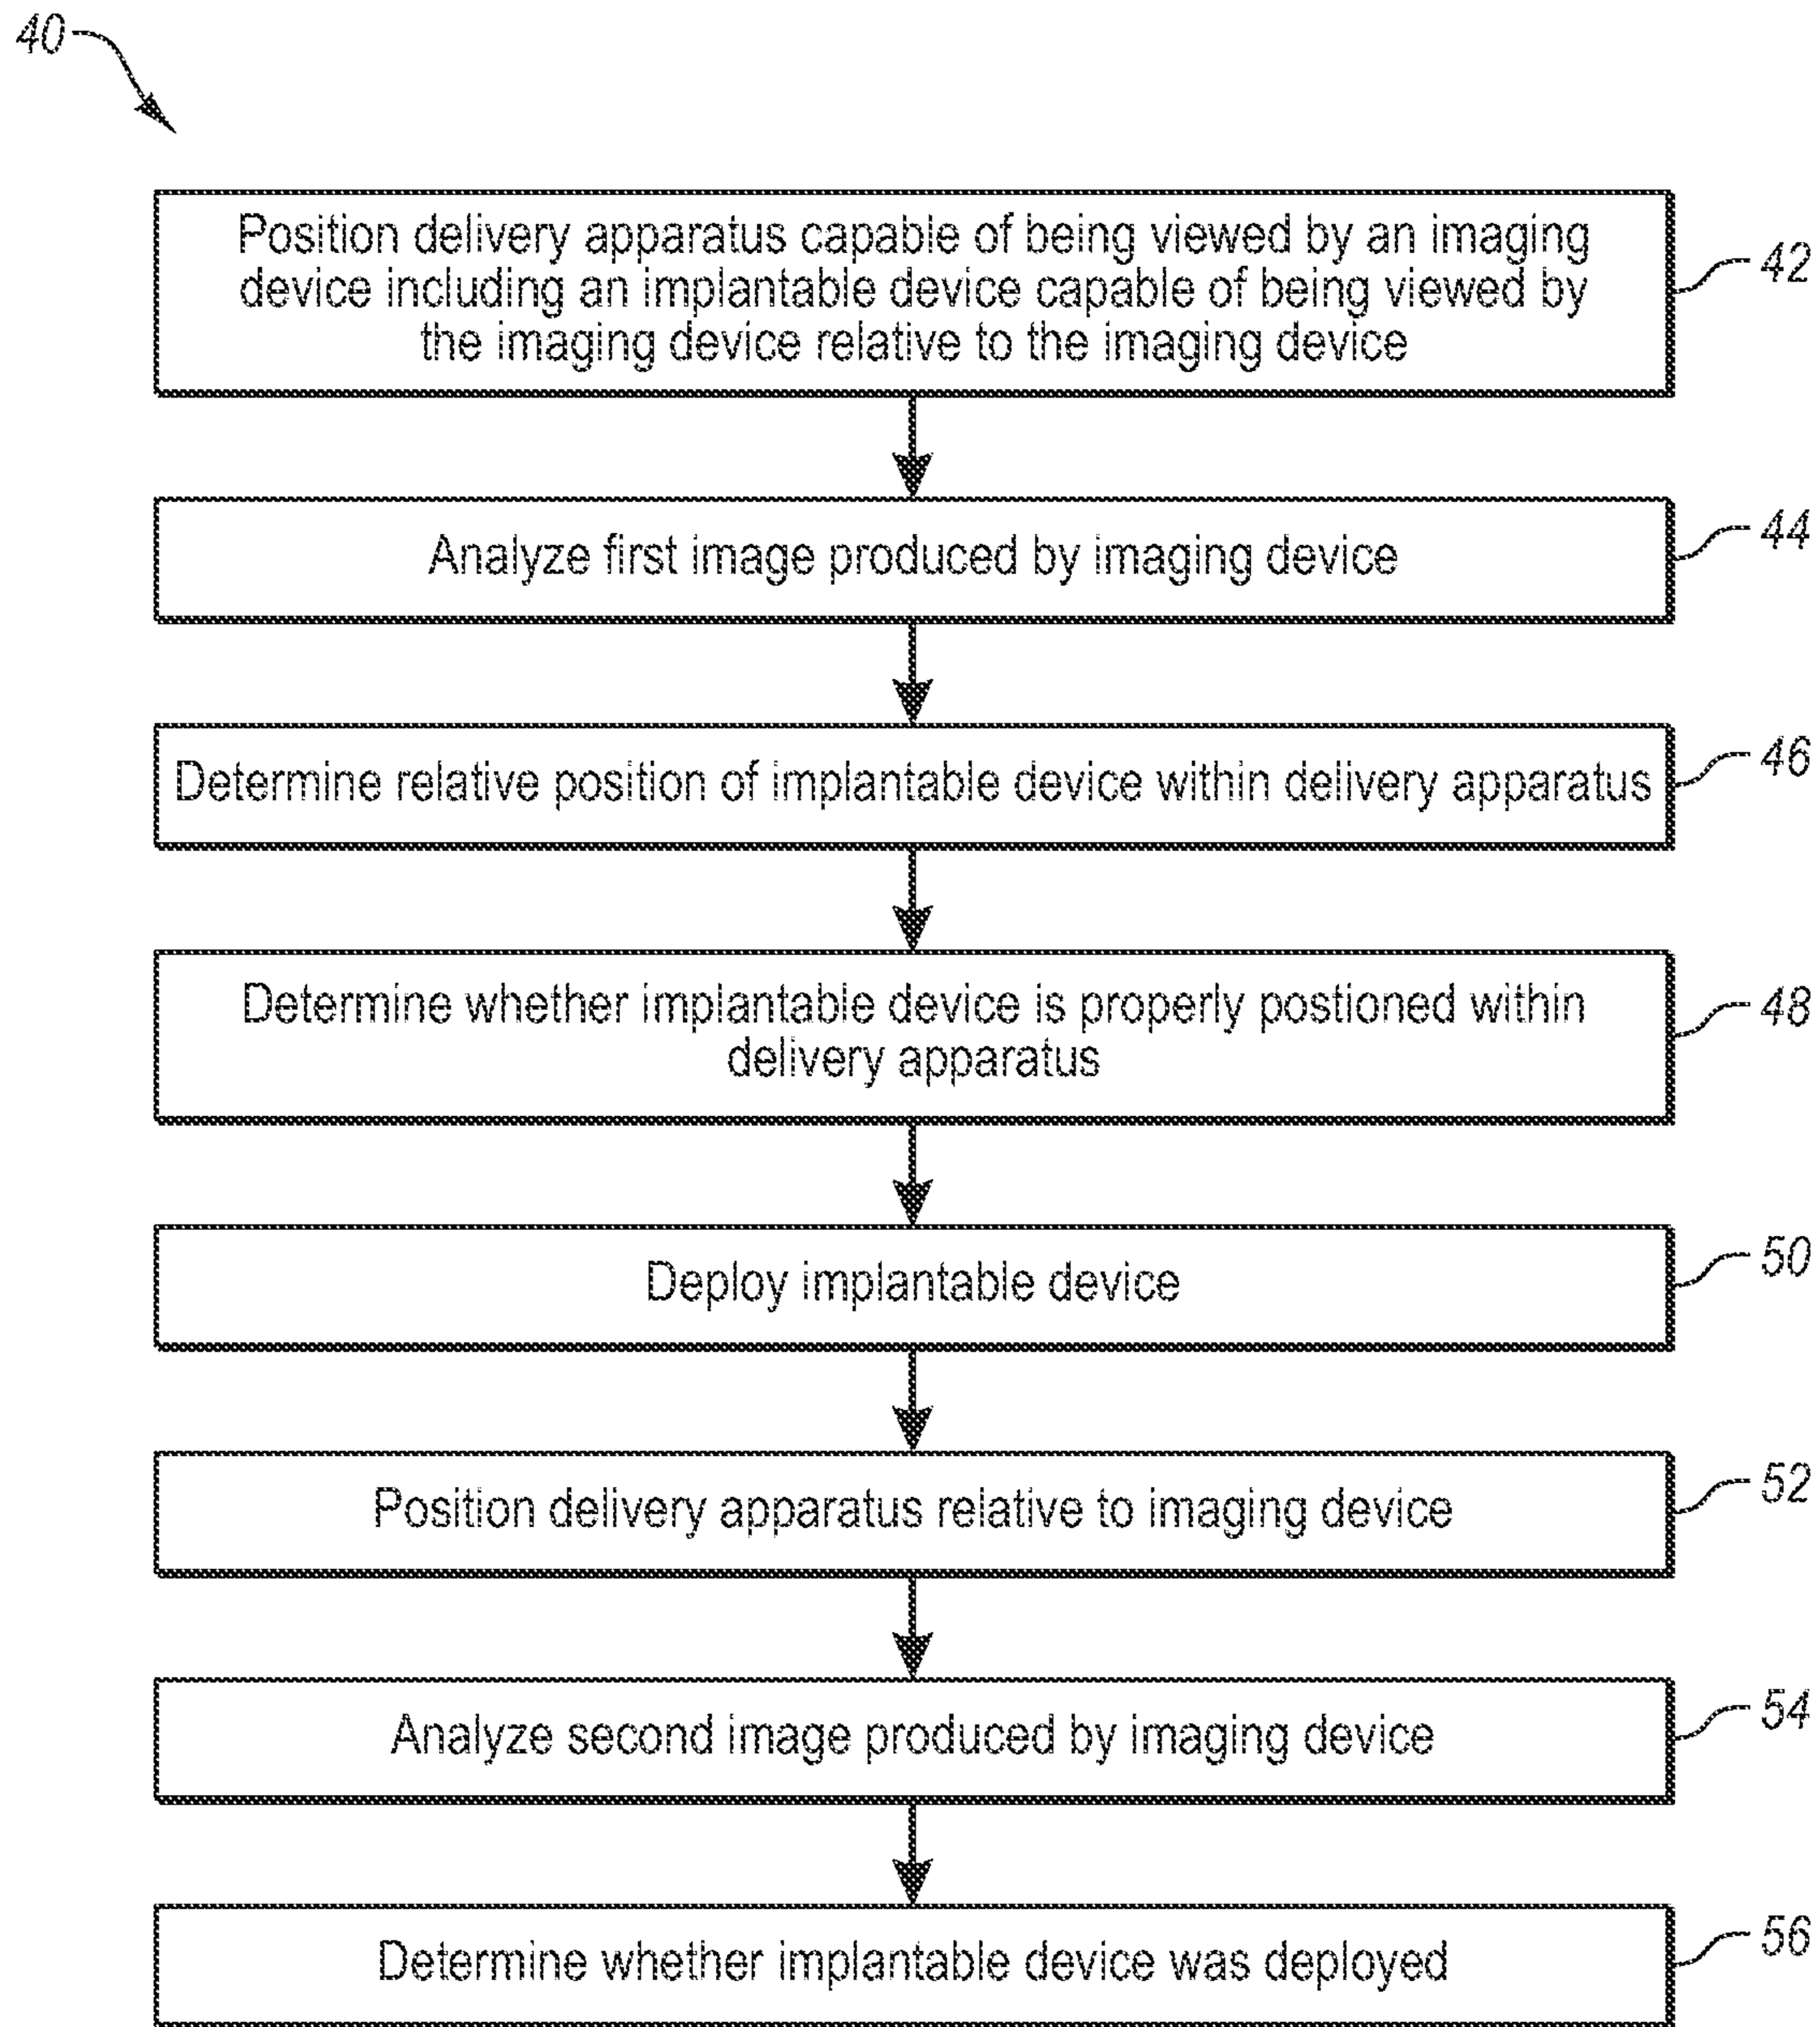 40
Position delivery apparatus capable of being viewed by an imaging
device including an implantable device capable of being viewed by
the imaging device relative to the imaging device
42
Analyze first image produced by imaging device
44
Determine relative position of implantable device within delivery apparatus
46
Determine whether implantable device is properly postioned within
delivery apparatus
48
Deploy implantable device
50
Position delivery apparatus relative to imaging device
52
Analyze second image produced by imaging device
54
Determine whether implantable device was deployed
56